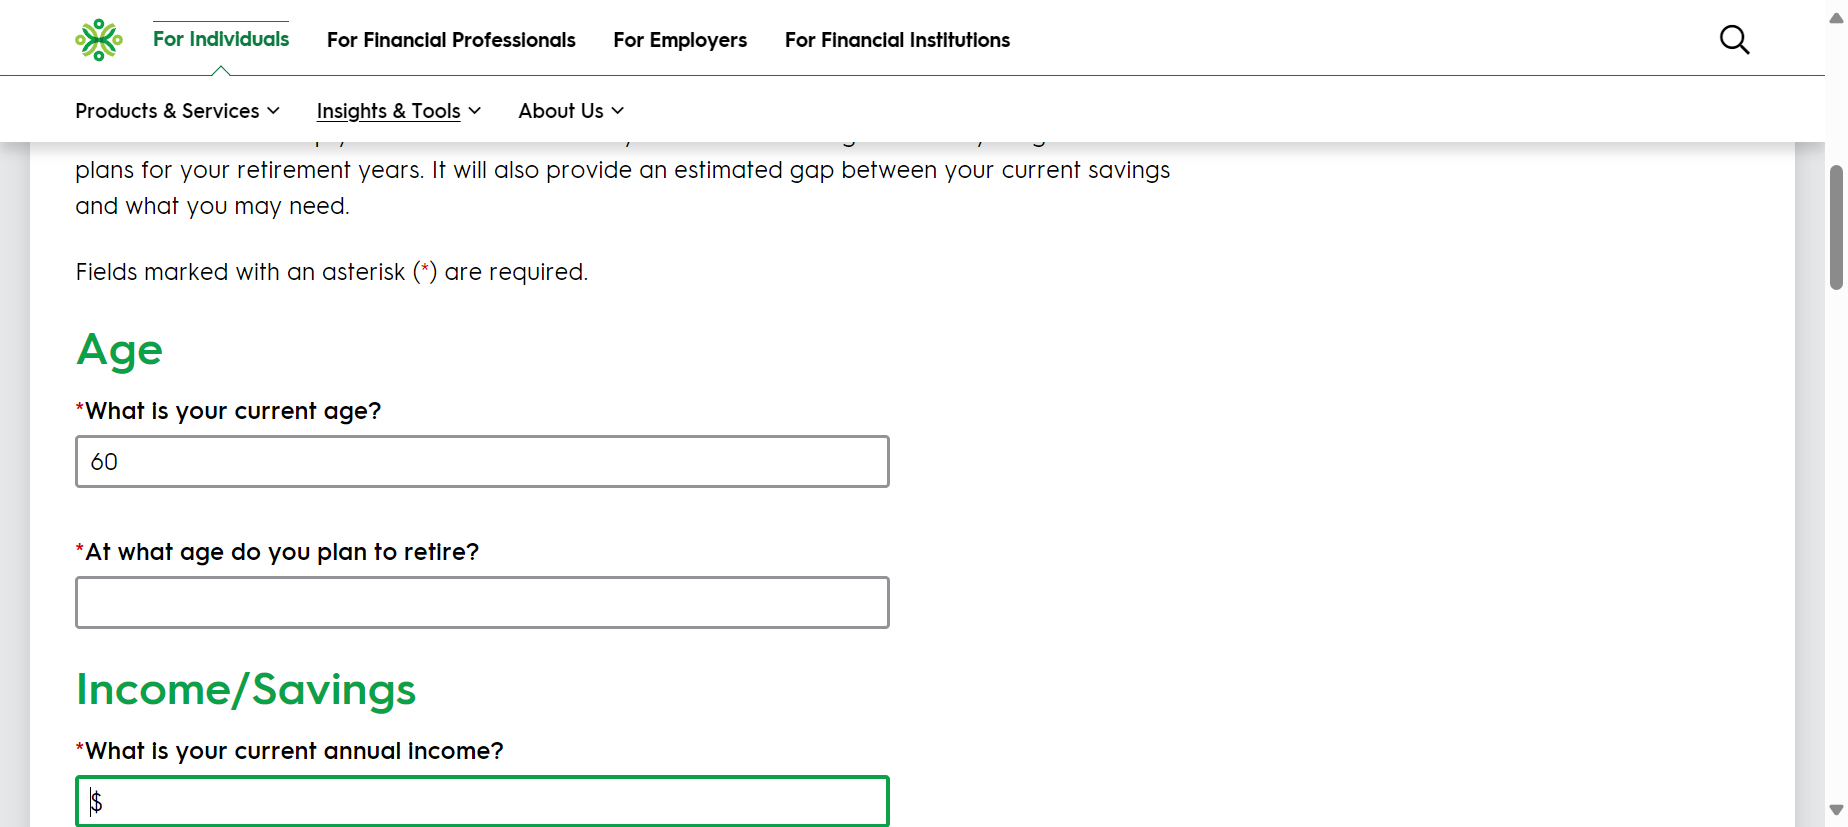 For Individuals
For Financial Professionals
For Employers
For Financial Institutions
Products & Services
Insights & Tools
About Us
plans for your retirement years. It will also provide an estimated gap between your current savings
and what you may need.
Fields marked with an asterisk (*) are required.
Age
*What is your current age?
60
*At what age do you plan to retire?
Income/Savings
*What is your current annual income?
$